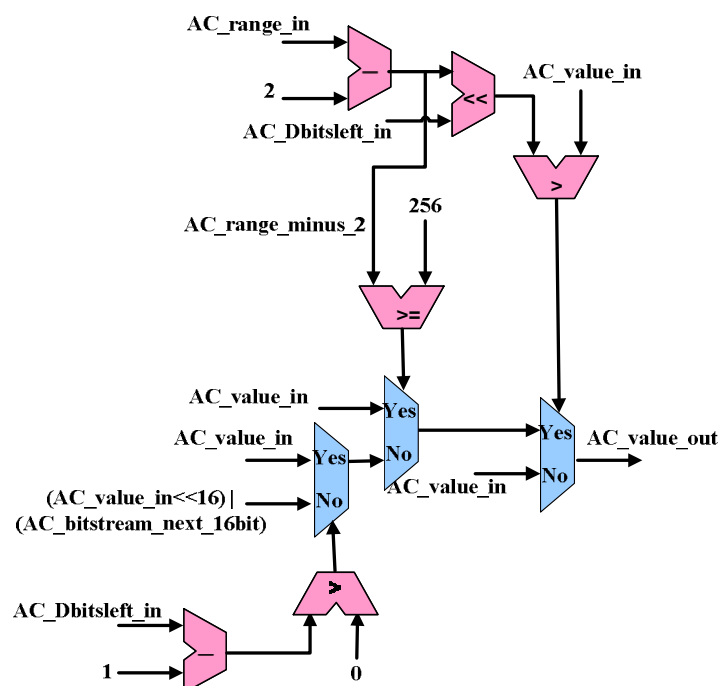 AC_range_in
2
—
<<
AC_value_in
AC_Dbitsleft_in
>
AC_range_minus_2
256
>=
AC_value_in
Yes
No
AC_value_in
Yes
No
(AC_value_in<<16) |
(AC_bitstream_next_16bit)
AC_value_in
Yes
No
AC_value_out
>
AC_Dbitsleft_in
—
1
0